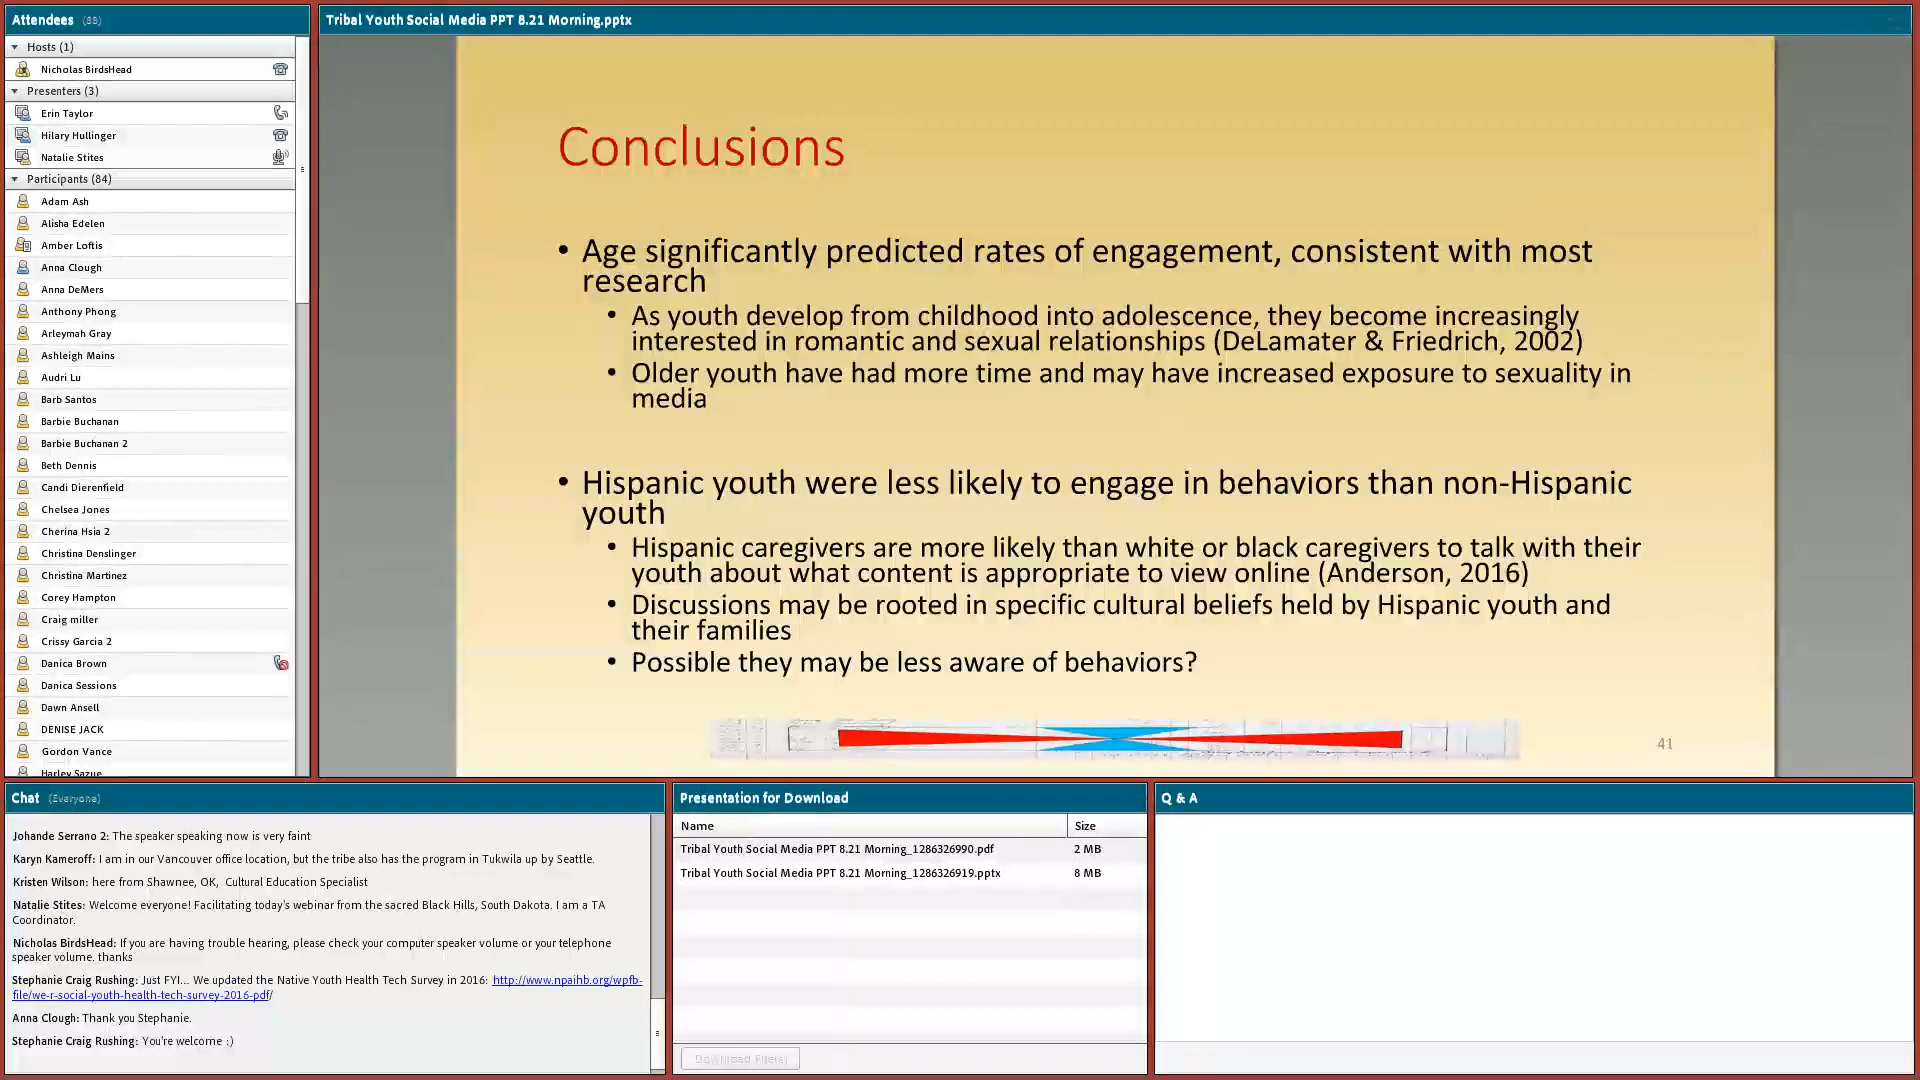 Attendees (88)
Hosts (1)
Nicholas BirdsHead
Presenters (3)
Erin Taylor
Hilary Hullinger
Natalie Stites
Participants (84)
Adam Ash
Alisha Edelen
Amber Loftis
Anna Clough
Anna DeMers
Anthony Phong
Arleymah Gray
Ashleigh Mains
Audri Lu
Barb Santos
Barbie Buchanan
Barbie Buchanan 2
Beth Dennis
Candi Dierenfield
Chelsea Jones
Cherina Hsia 2
Christina Denslinger
Christina Martinez
Corey Hampton
Craig miller
Crissy Garcia 2
Danica Brown
Danica Sessions
Dawn Ansell
DENISE JACK
Gordon Vance
Harley Sazue
Tribal Youth Social Media PPT 8.21 Morning.pptx
Conclusions
• Age significantly predicted rates of engagement, consistent with most
research
• As youth develop from childhood into adolescence, they become increasingly
interested in romantic and sexual relationships (DeLamater & Friedrich, 2002)
• Older youth have had more time and may have increased exposure to sexuality in
media
• Hispanic youth were less likely to engage in behaviors than non-Hispanic
youth
• Hispanic caregivers are more likely than white or black caregivers to talk with their
youth about what content is appropriate to view online (Anderson, 2016)
• Discussions may be rooted in specific cultural beliefs held by Hispanic youth and
their families
• Possible they may be less aware of behaviors?
41
Chat (Everyone)
Johande Serrano 2: The speaker speaking now is very faint
Karyn Kameroff: I am in our Vancouver office location, but the tribe also has the program in Tukwila up by Seattle.
Kristen Wilson: here from Shawnee, OK, Cultural Education Specialist
Natalie Stites: Welcome everyone! Facilitating today's webinar from the sacred Black Hills, South Dakota. I am a TA
Coordinator.
Nicholas BirdsHead: If you are having trouble hearing, please check your computer speaker volume or your telephone
speaker volume. thanks
Stephanie Craig Rushing: Just FYI... We updated the Native Youth Health Tech Survey in 2016: http://www.npaihb.org/wpfb-
file/we-r-social-youth-health-tech-survey-2016-pdf/
Anna Clough: Thank you Stephanie.
Stephanie Craig Rushing: You're welcome :)
Presentation for Download
Name Size
Tribal Youth Social Media PPT 8.21 Morning_1286326990.pdf 2 MB
Tribal Youth Social Media PPT 8.21 Morning_1286326919.pptx 8 MB
Download File(s)
Q & A